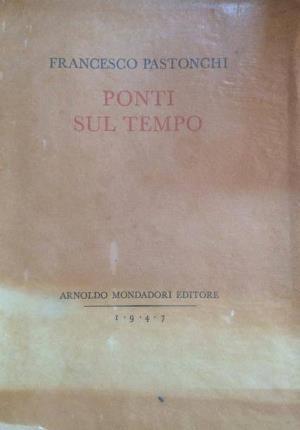 FRANCESCO PASTONCHI
PONTI
SUL TEMPO
ARNOLDO MONDADORI EDITORE
1·9·4·7